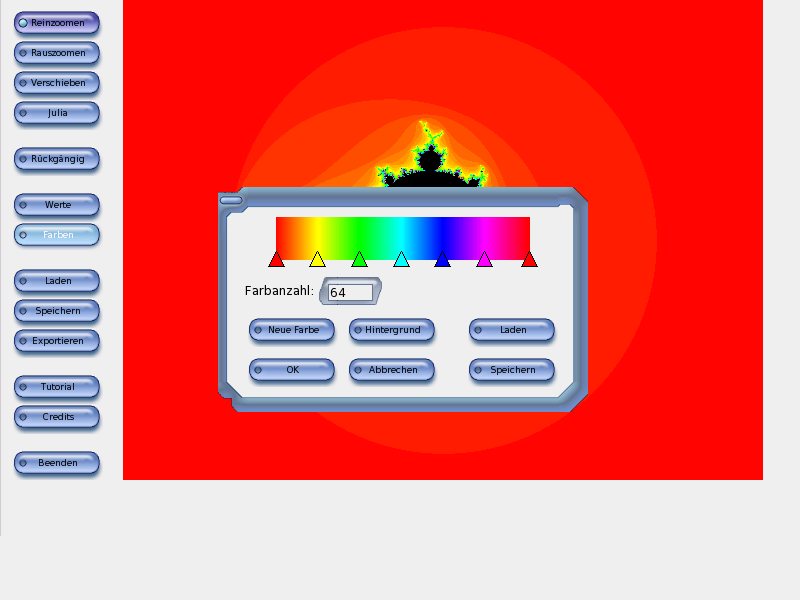 Reinzoomen
Rauszoomen
Verschieben
Julia
Rückgängig
Werte
Farben
Laden
Speichern
Exportieren
Tutorial
Credits
Beenden
Farbanzahl: 64
Neue Farbe Hintergrund Laden
OK Abbrechen Speichern